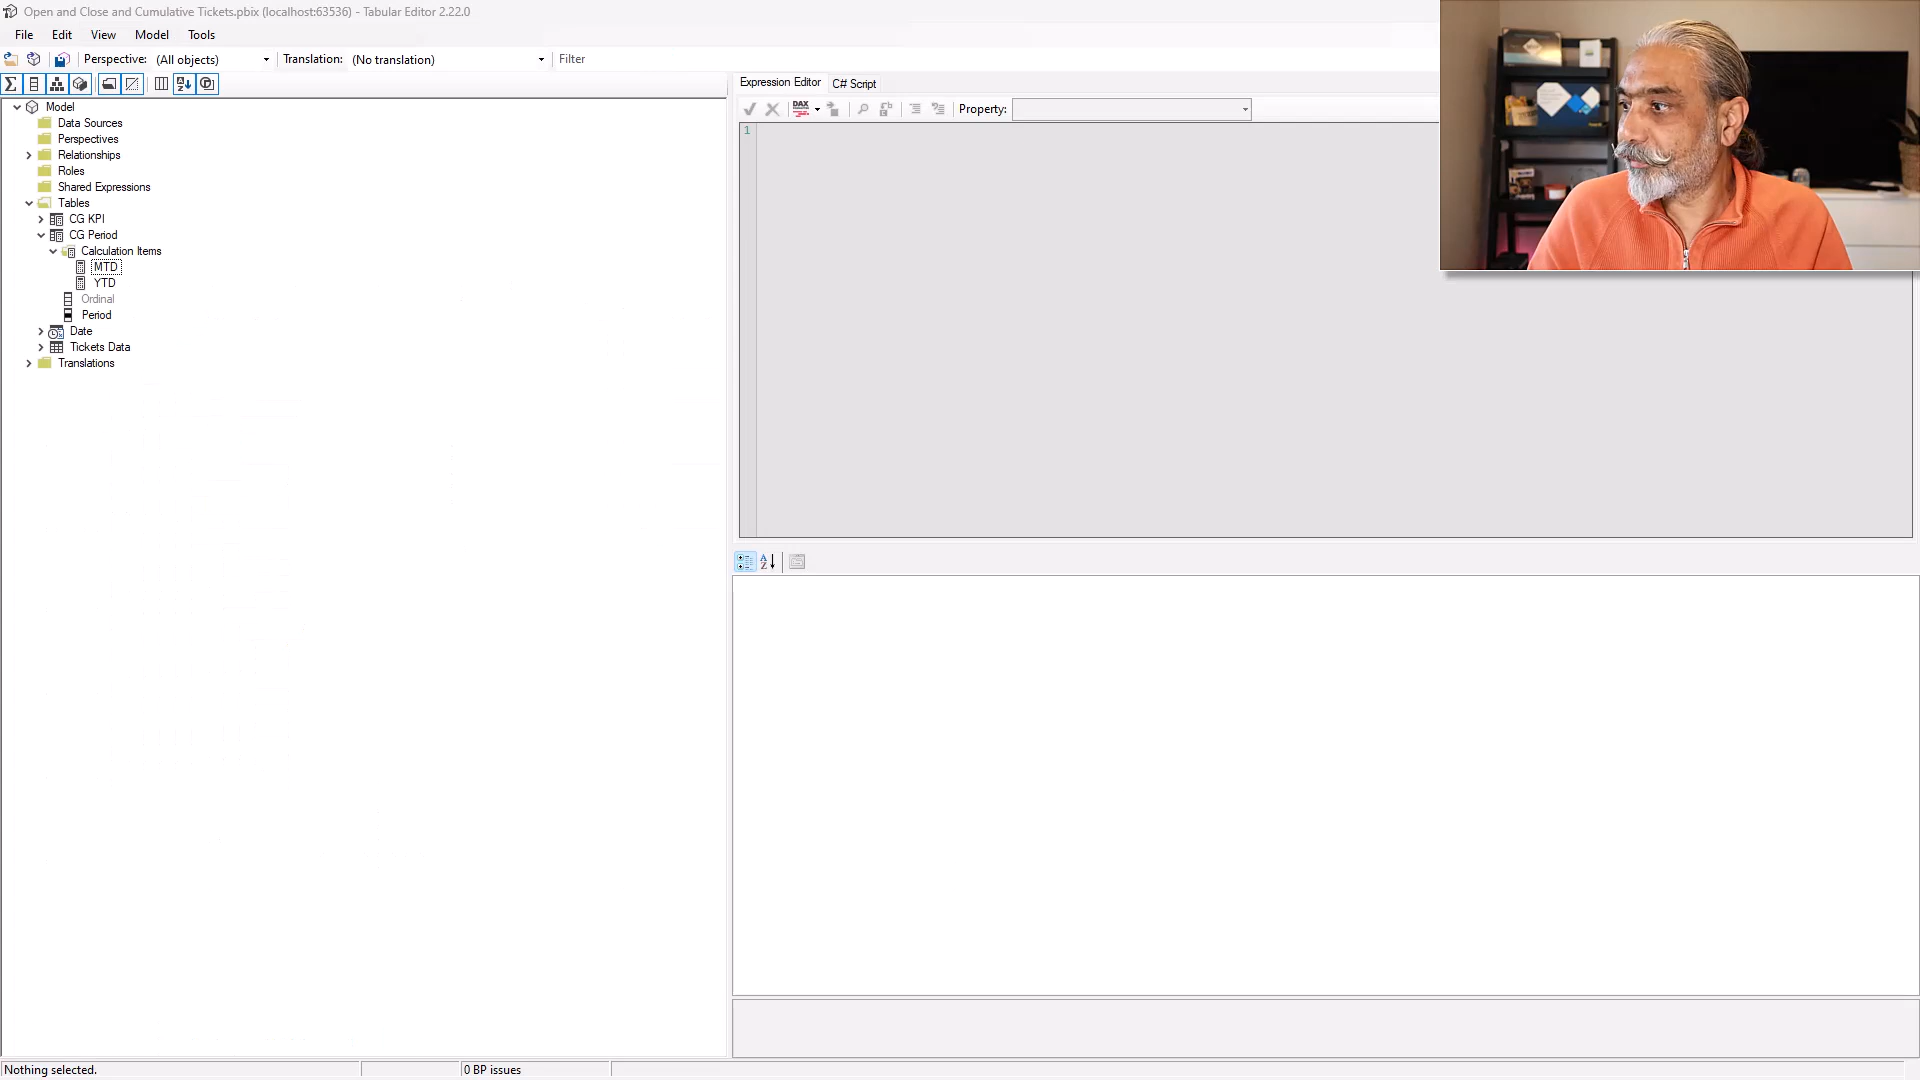 Open and Close and Cumulative Tickets.pbix (localhost:63536) - Tabular Editor 2.22.0
File Edit View Model Tools
Perspective: (All objects) Translation: (No translation) Filter
Expression Editor C# Script
DAX Property:
1
Model
Data Sources
Perspectives
Relationships
Roles
Shared Expressions
Tables
CG KPI
CG Period
Calculation Items
MTD
YTD
Ordinal
Period
Date
Tickets Data
Translations
Nothing selected. 0 BP issues